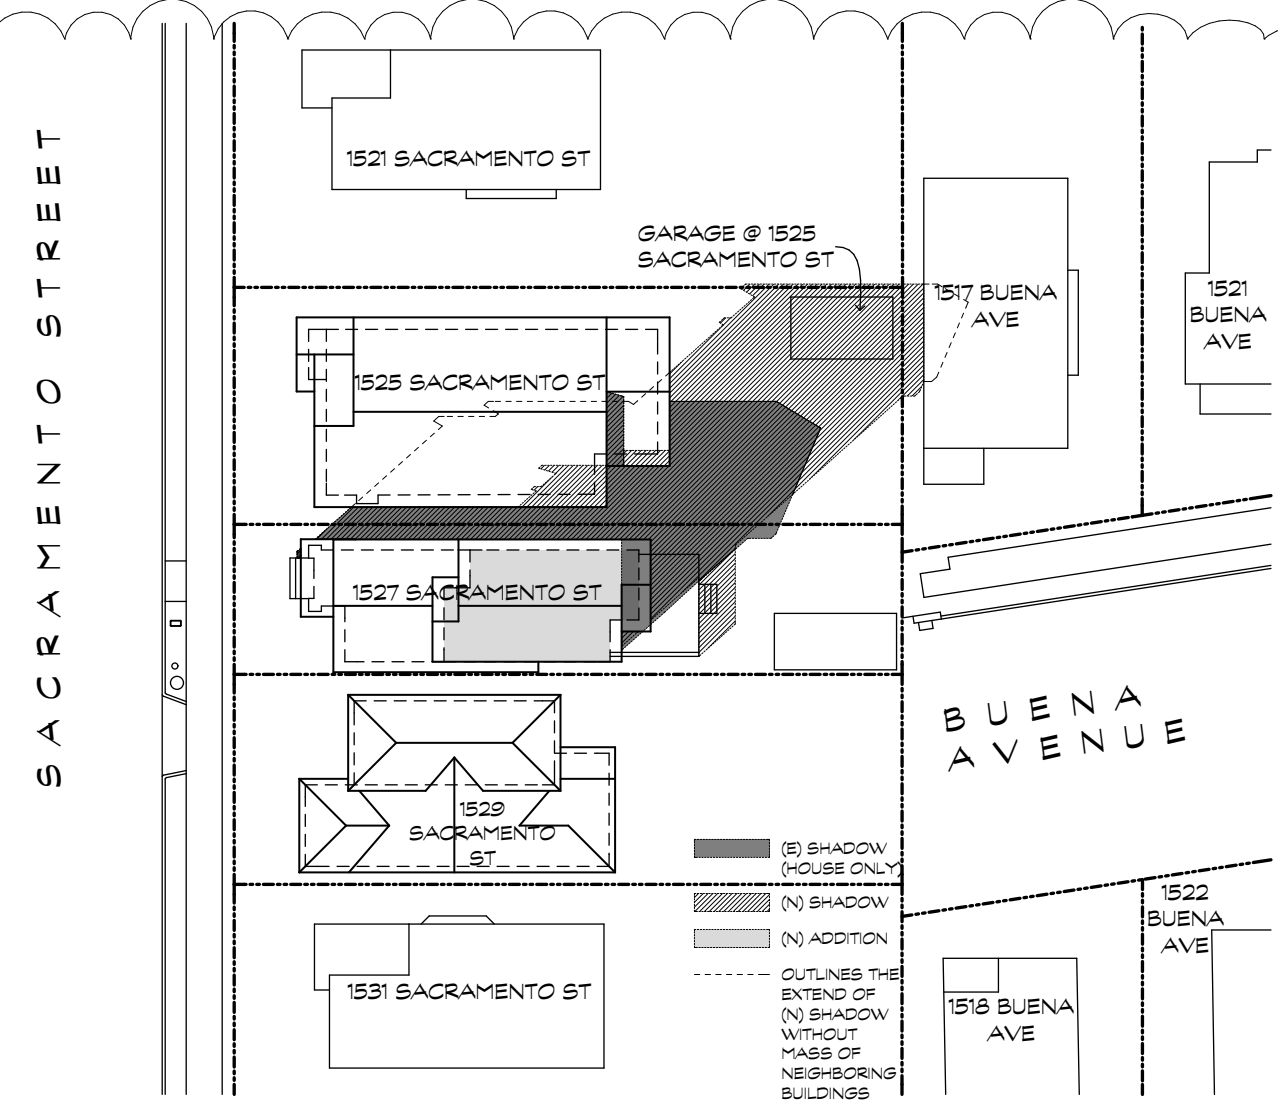 SACRAMENTO STREET
1521 SACRAMENTO ST
GARAGE @ 1525
SACRAMENTO ST
1517 BUENA
AVE
1521
BUENA
AVE
1525 SACRAMENTO ST
1527 SACRAMENTO ST
BUENA
AVENUE
1529
SACRAMENTO
ST
(E) SHADOW
(HOUSE ONLY)
(N) SHADOW
(N) ADDITION
OUTLINES THE
EXTEND OF
(N) SHADOW
WITHOUT
MASS OF
NEIGHBORING
BUILDINGS
1531 SACRAMENTO ST
1522
BUENA
AVE
1518 BUENA
AVE